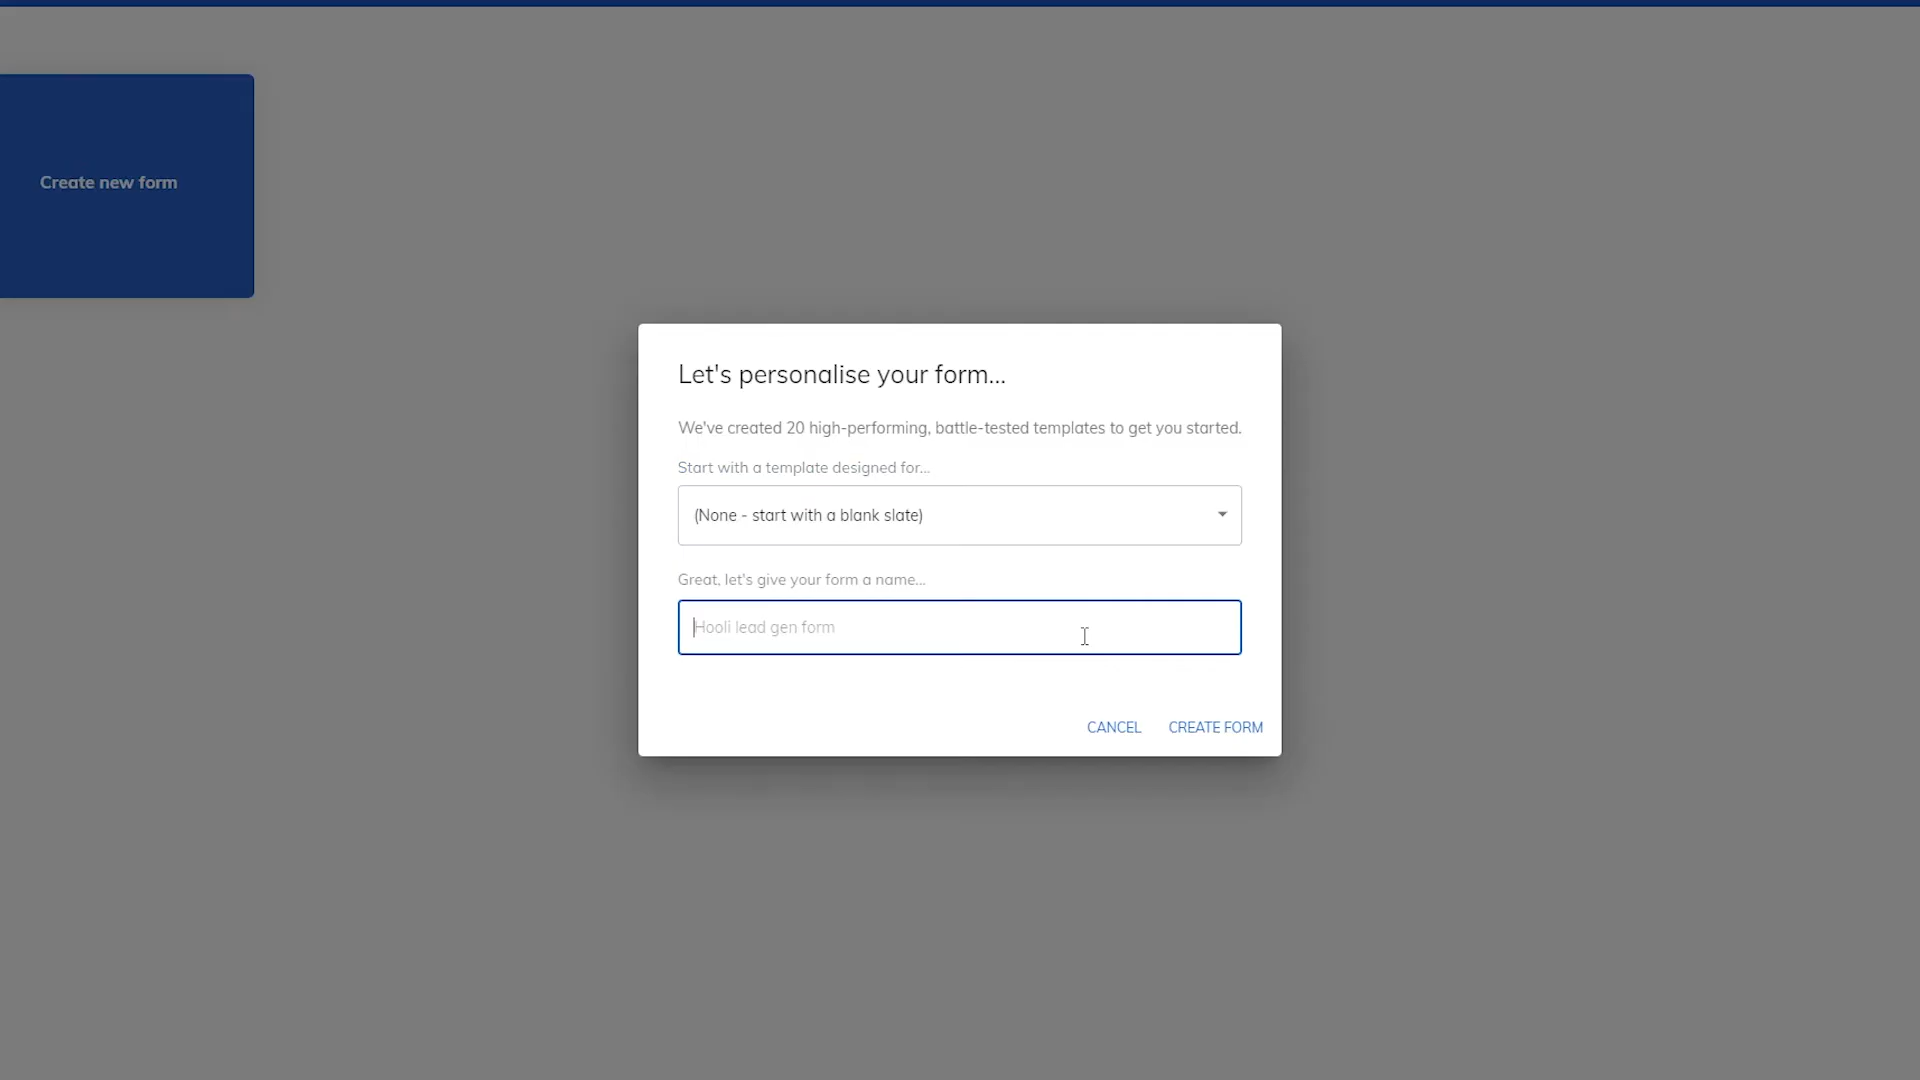 Create new form
Let's personalise your form...
We've created 20 high-performing, battle-tested templates to get you started.
Start with a template designed for...
(None - start with a blank slate)
Great, let's give your form a name...
Hooli lead gen form
CANCEL CREATE FORM